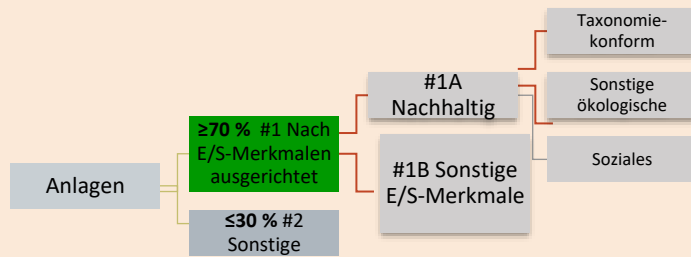 Anlagen
≥70 % #1 Nach
E/S-Merkmalen
ausgerichtet
≤30 % #2
Sonstige
#1A
Nachhaltig
#1B Sonstige
E/S-Merkmale
Taxonomie-
konform
Sonstige
ökologische
Soziales